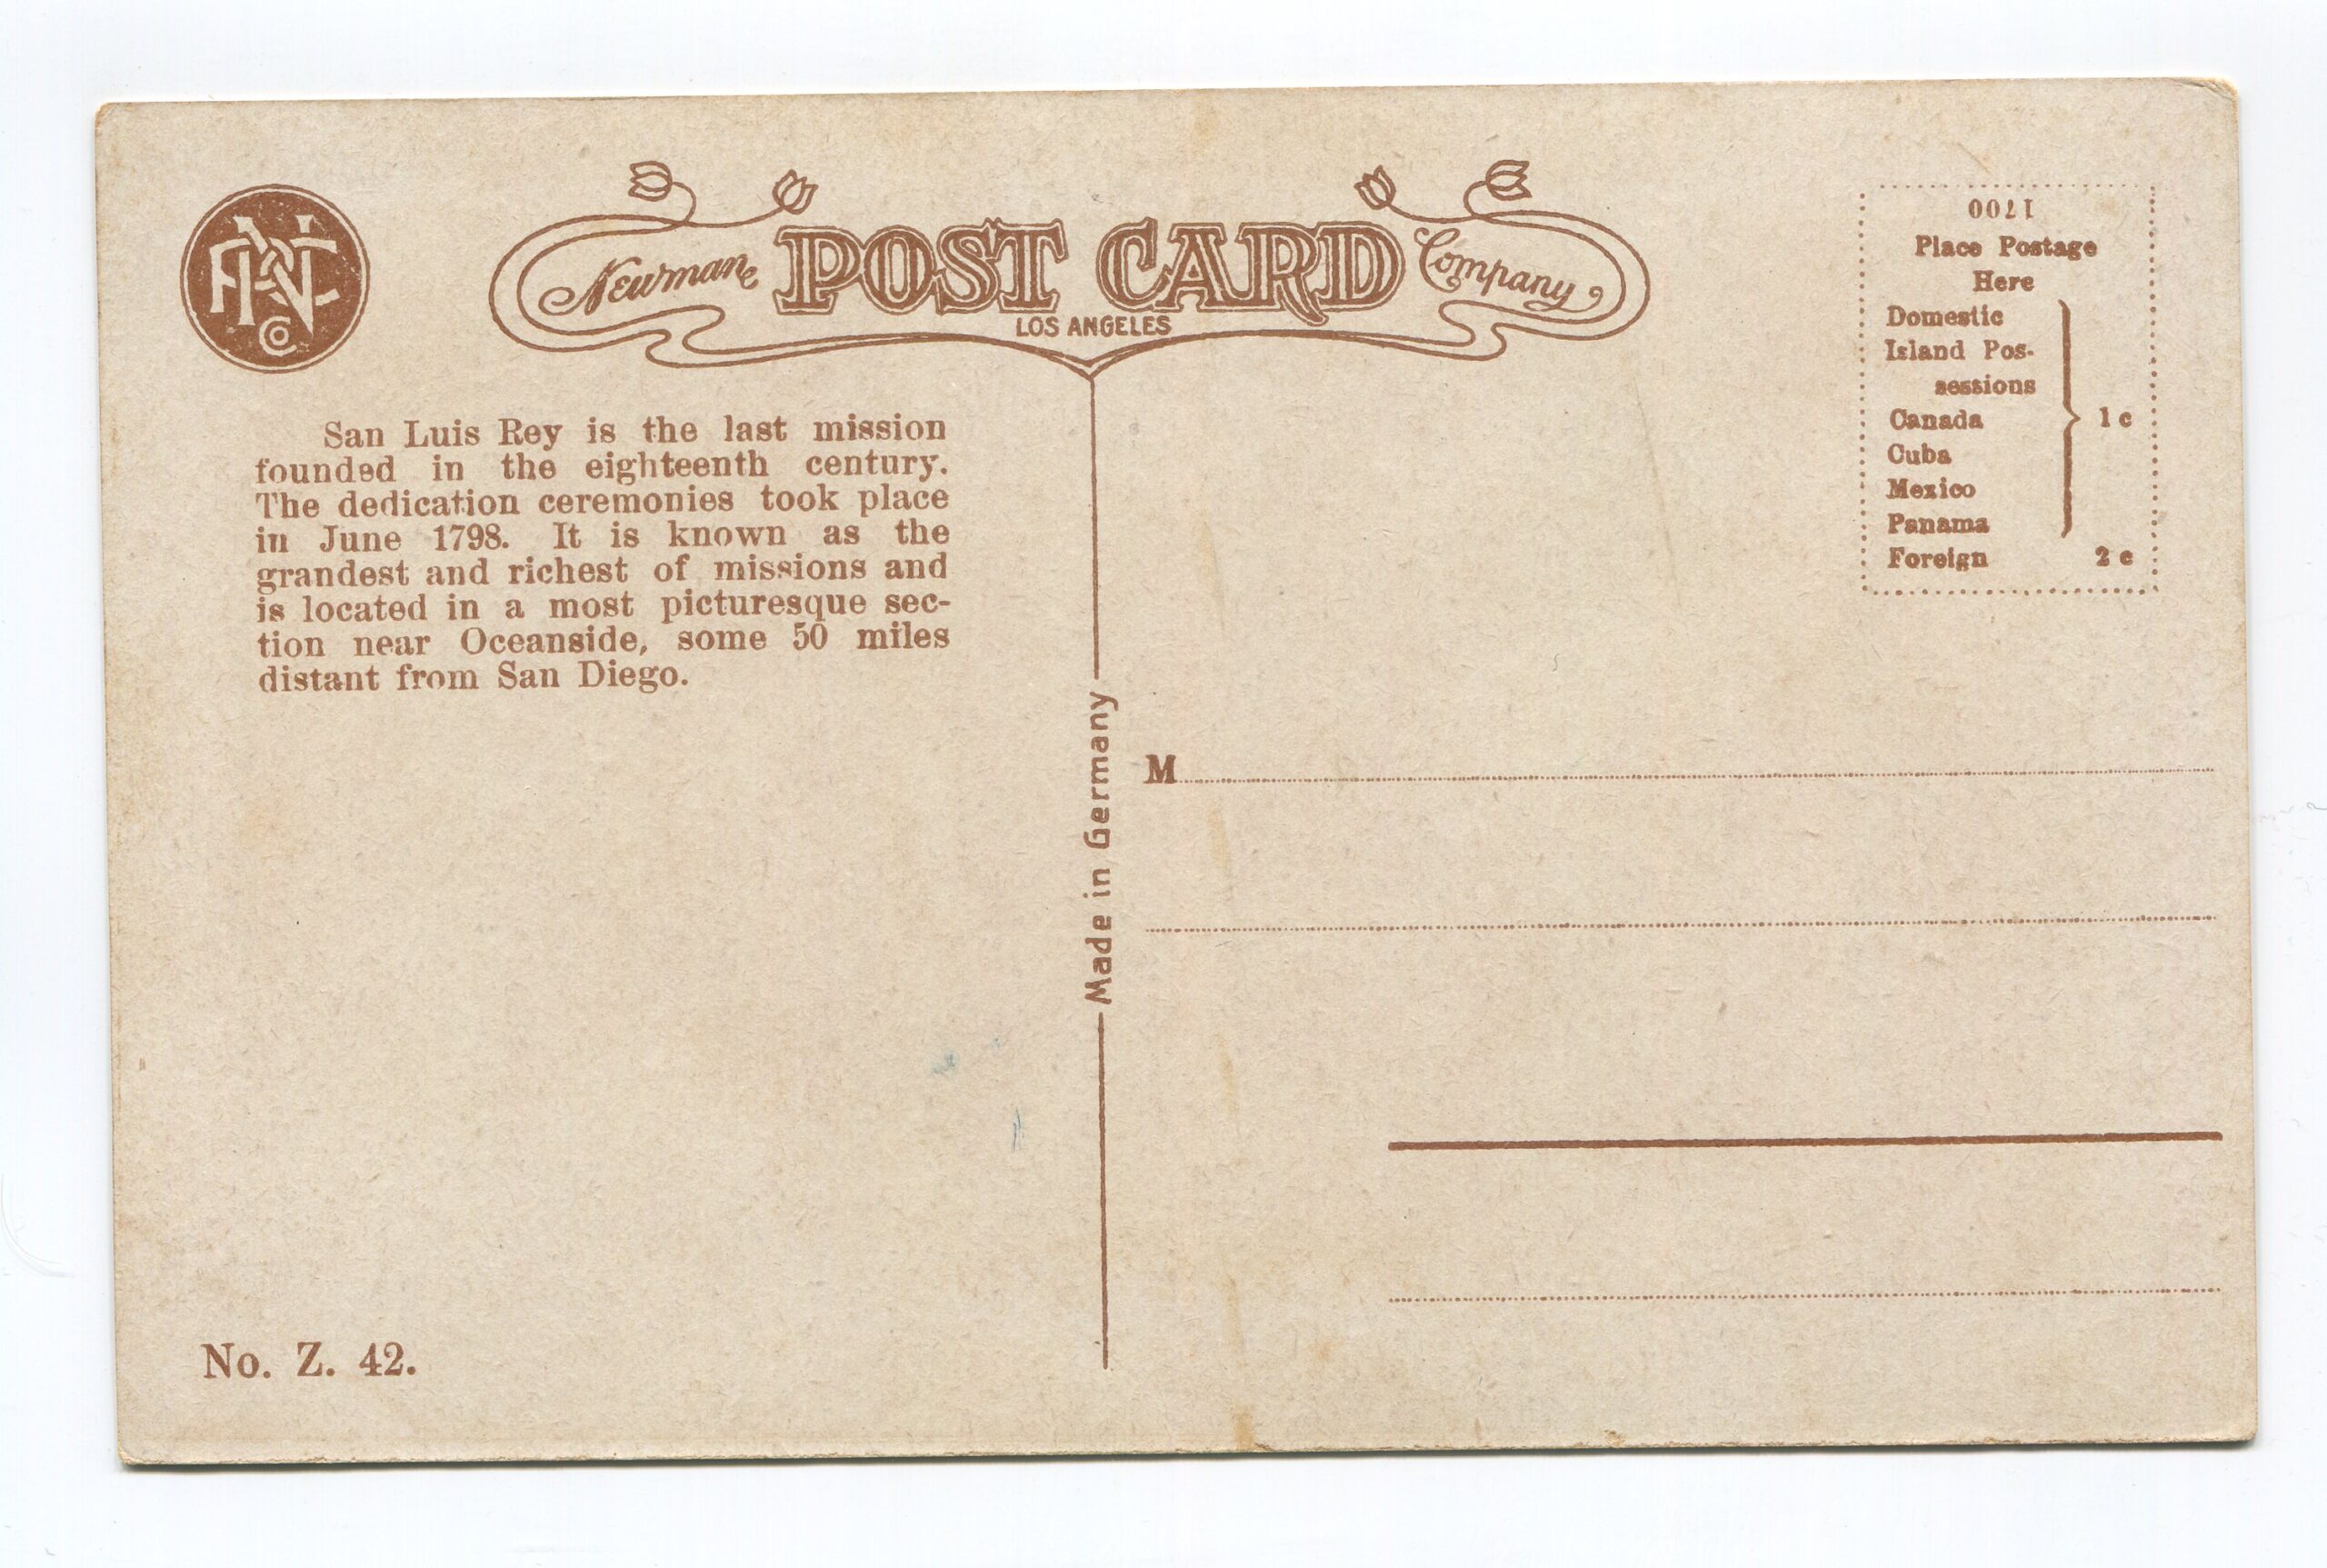 Newman POST CARD Company
LOS ANGELES
San Luis Rey is the last mission
founded in the eighteenth century.
The dedication ceremonies took place
in June 1798. It is known as the
grandest and richest of missions and
is located in a most picturesque sec-
tion near Oceanside, some 50 miles
distant from San Diego.
No. Z. 42.
Made in Germany
1700
Place Postage
Here
Domestic
Island Pos-
sessions
Canada 1 c
Cuba
Mexico
Panama
Foreign 2 c
M